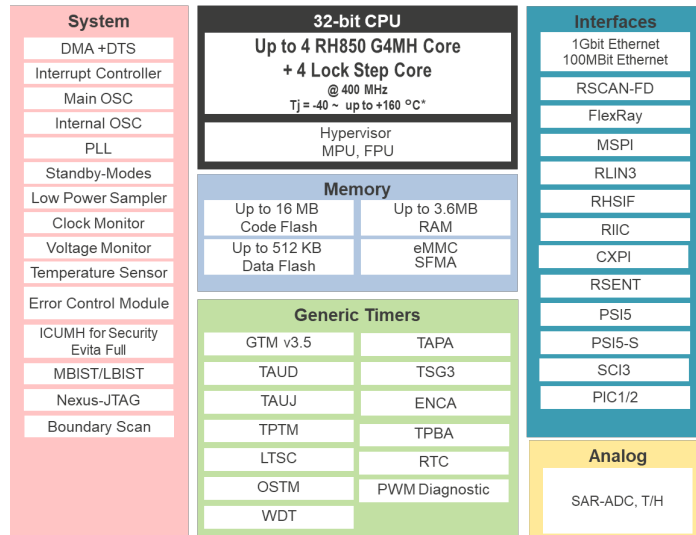 System
DMA +DTS
Interrupt Controller
Main OSC
Internal OSC
PLL
Standby-Modes
Low Power Sampler
Clock Monitor
Voltage Monitor
Temperature Sensor
Error Control Module
ICUMH for Security
Evita Full
MBIST/LBIST
Nexus-JTAG
Boundary Scan
32-bit CPU
Up to 4 RH850 G4MH Core
+ 4 Lock Step Core
@ 400 MHz
Tj = -40 ~ up to +160 °C*
Hypervisor
MPU, FPU
Memory
Up to 16 MB
Code Flash
Up to 3.6MB
RAM
Up to 512 KB
Data Flash
eMMC
SFMA
Generic Timers
GTM v3.5
TAUD
TAUJ
TPTM
LTSC
OSTM
WDT
TAPA
TSG3
ENCA
TPBA
RTC
PWM Diagnostic
Interfaces
1Gbit Ethernet
100MBit Ethernet
RSCAN-FD
FlexRay
MSPI
RLIN3
RHSIF
RIIC
CXPI
RSENT
PSI5
PSI5-S
SCI3
PIC1/2
Analog
SAR-ADC, T/H